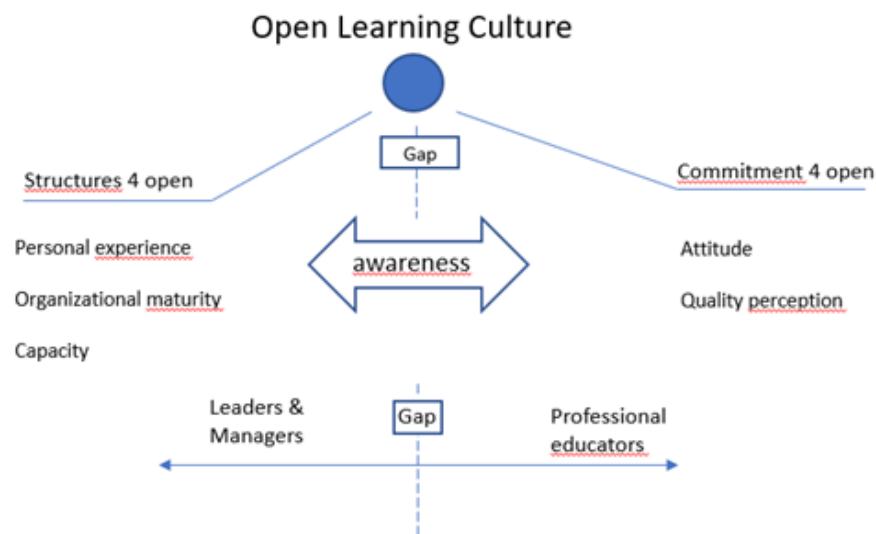 Open Learning Culture
Gap
Structures 4 open
Commitment 4 open
Personal experience
Organizational maturity
Capacity
awareness
Attitude
Quality perception
Leaders &
Managers
Gap
Professional
educators